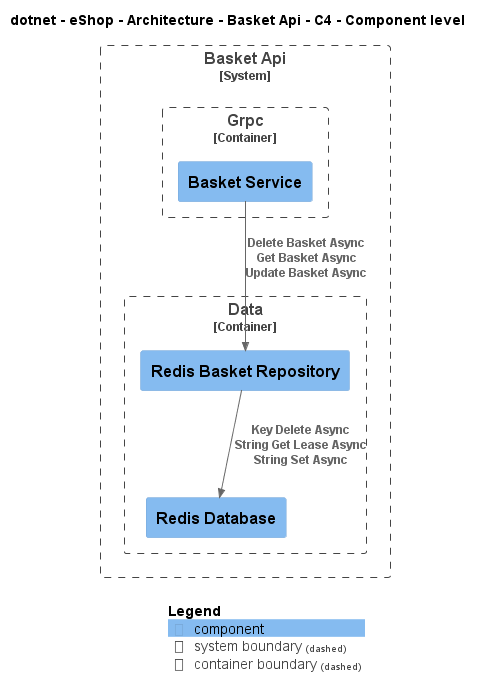 dotnet - eShop - Architecture - Basket Api - C4 - Component level
Basket Api
[System]
Grpc
[Container]
Basket Service
Delete Basket Async
Get Basket Async
Update Basket Async
Data
[Container]
Redis Basket Repository
Key Delete Async
String Get Lease Async
String Set Async
Redis Database
Legend
component
system boundary (dashed)
container boundary (dashed)